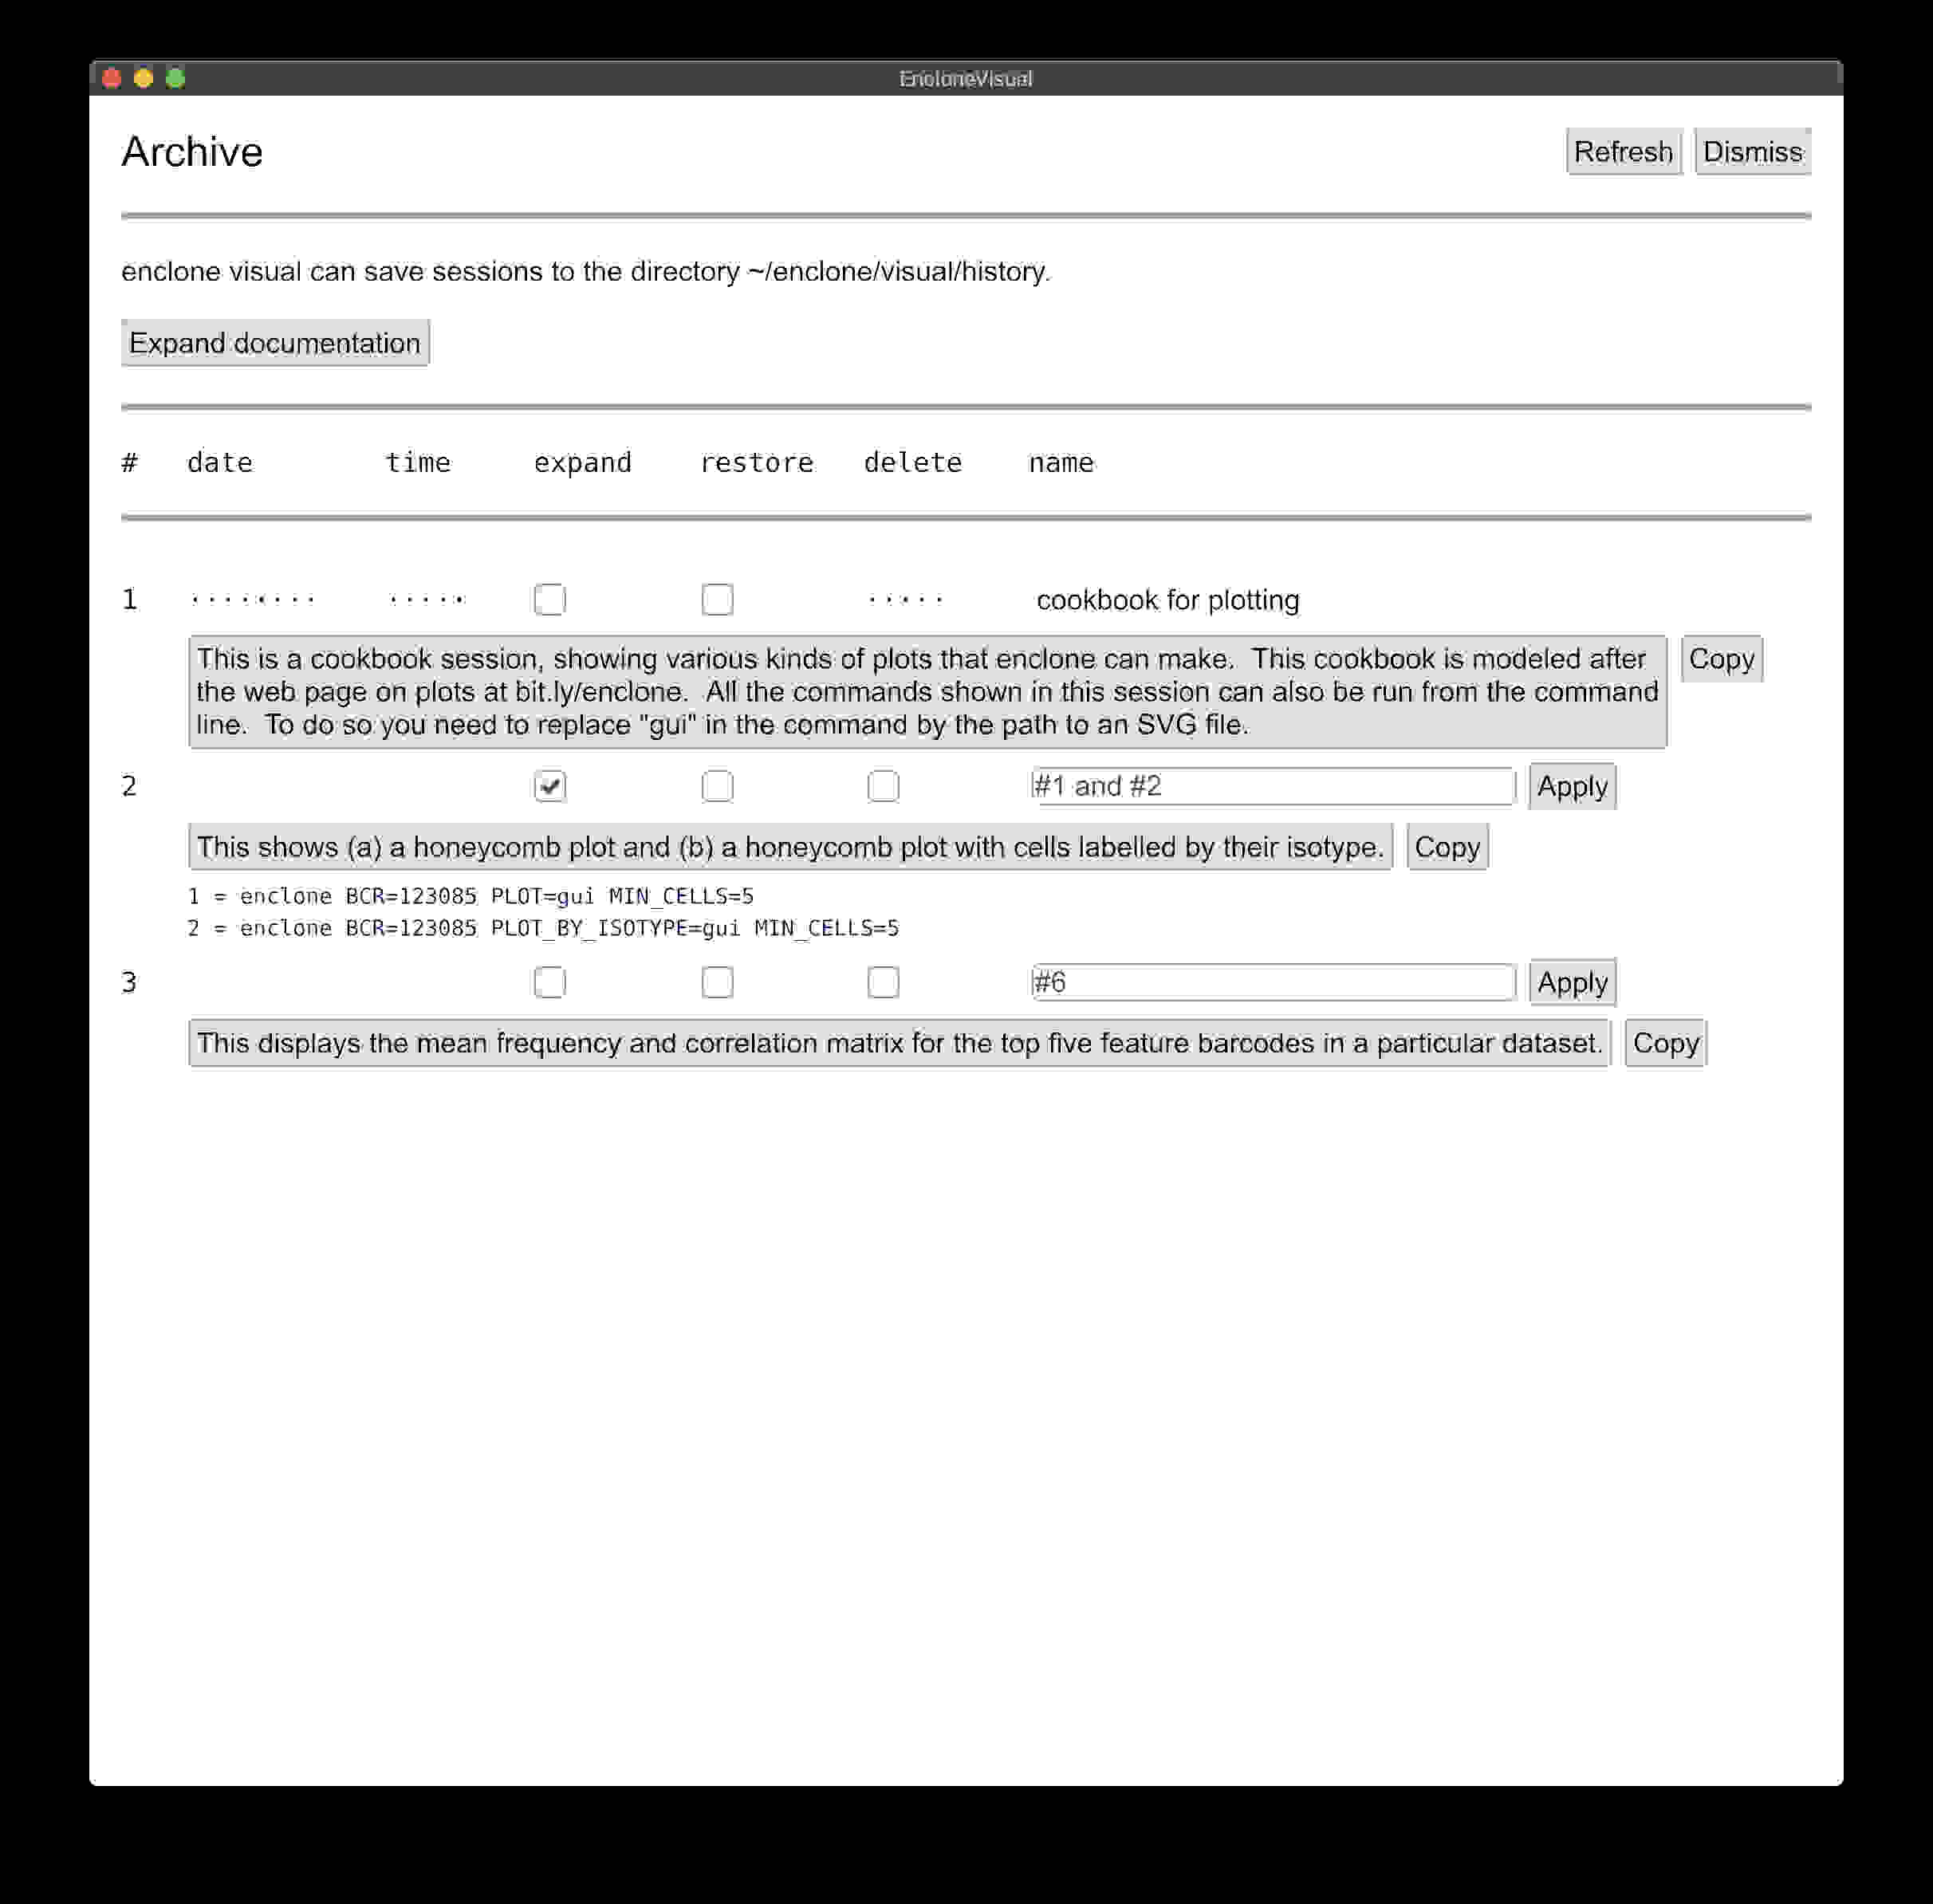 EncloneVisual
Archive
Refresh Dismiss
enclone visual can save sessions to the directory ~/enclone/visual/history.
Expand documentation
# date time expand restore delete name
1 ········ ····· ····· cookbook for plotting
This is a cookbook session, showing various kinds of plots that enclone can make.  This cookbook is modeled after
the web page on plots at bit.ly/enclone.  All the commands shown in this session can also be run from the command
line.  To do so you need to replace "gui" in the command by the path to an SVG file.
Copy
2 #1 and #2 Apply
This shows (a) a honeycomb plot and (b) a honeycomb plot with cells labelled by their isotype. Copy
1 = enclone BCR=123085 PLOT=gui MIN_CELLS=5
2 = enclone BCR=123085 PLOT_BY_ISOTYPE=gui MIN_CELLS=5
3 #6 Apply
This displays the mean frequency and correlation matrix for the top five feature barcodes in a particular dataset. Copy